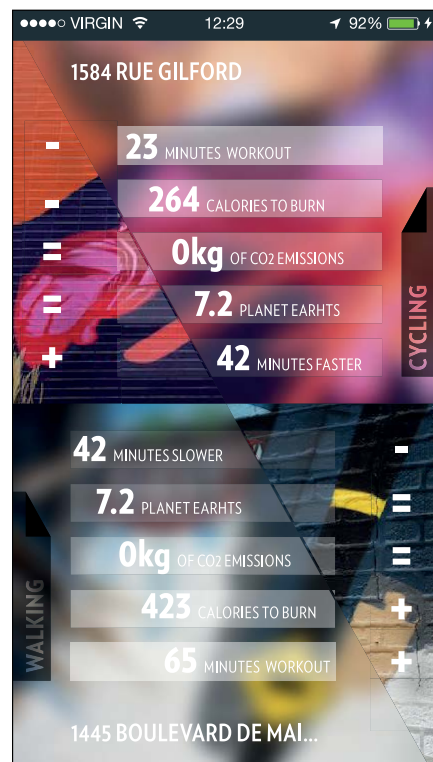 VIRGIN 12:29 92%
1584 RUE GILFORD
- 23 MINUTES WORKOUT
- 264 CALORIES TO BURN
= 0kg OF CO2 EMISSIONS
= 7.2 PLANET EARHTS
+ 42 MINUTES FASTER
CYCLING
42 MINUTES SLOWER -
7.2 PLANET EARHTS =
0kg OF CO2 EMISSIONS =
423 CALORIES TO BURN +
65 MINUTES WORKOUT +
WALKING
1445 BOULEVARD DE MAI...